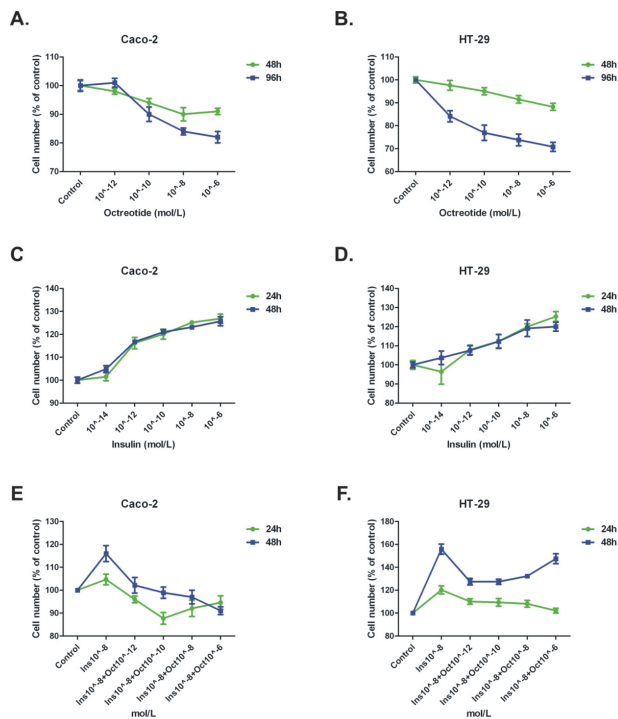 A.
Caco-2
Cell number (% of control)
110
100
90
80
Control
10^-12
10^-10
10^-8
10^-6
Octreotide (mol/L)
48h
96h
B.
HT-29
Cell number (% of control)
110
100
90
80
70
60
Control
10^-12
10^-10
10^-8
10^-6
Octreotide (mol/L)
48h
96h
C
Caco-2
Cell number (% of control)
140
130
120
110
100
90
Control
10^-14
10^-12
10^-10
10^-8
10^-6
Insulin (mol/L)
24h
48h
D.
HT-29
Cell number (% of control)
140
130
120
110
100
90
80
Control
10^-14
10^-12
10^-10
10^-8
10^-6
Insulin (mol/L)
24h
48h
E
Caco-2
Cell number (% of control)
130
120
110
100
90
80
Control
Ins10^-8
Ins10^-8+Oct10^-12
Ins10^-8+Oct10^-10
Ins10^-8+Oct10^-8
Ins10^-8+Oct10^-6
mol/L
24h
48h
F.
HT-29
Cell number (% of control)
180
160
140
120
100
80
Control
Ins10^-8
Ins10^-8+Oct10^-12
Ins10^-8+Oct10^-10
Ins10^-8+Oct10^-8
Ins10^-8+Oct10^-6
mol/L
24h
48h